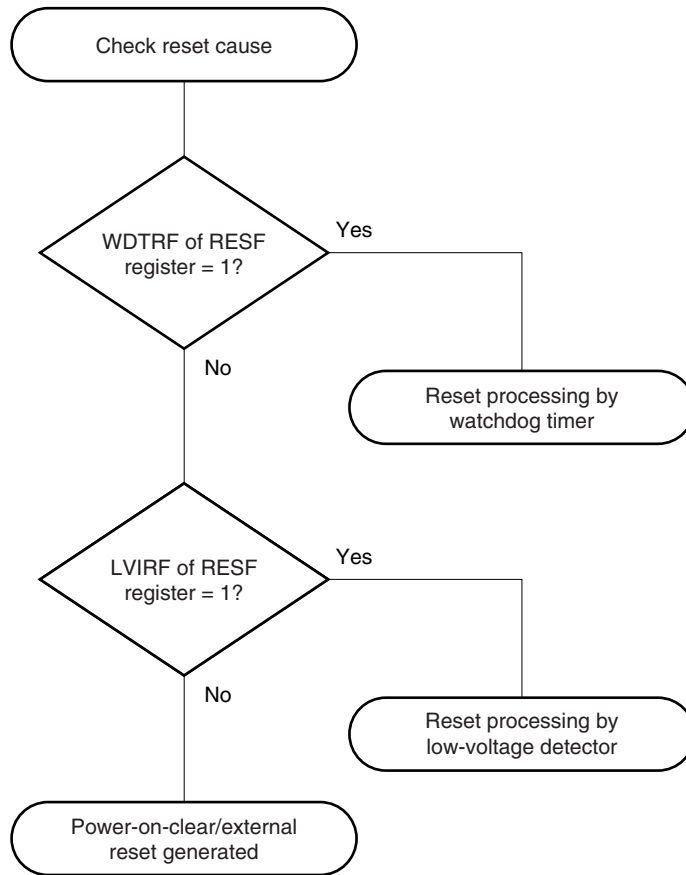 Check reset cause
WDTRF of RESF
register = 1?
Yes
No
Reset processing by
watchdog timer
LVIRF of RESF
register = 1?
Yes
No
Reset processing by
low-voltage detector
Power-on-clear/external
reset generated